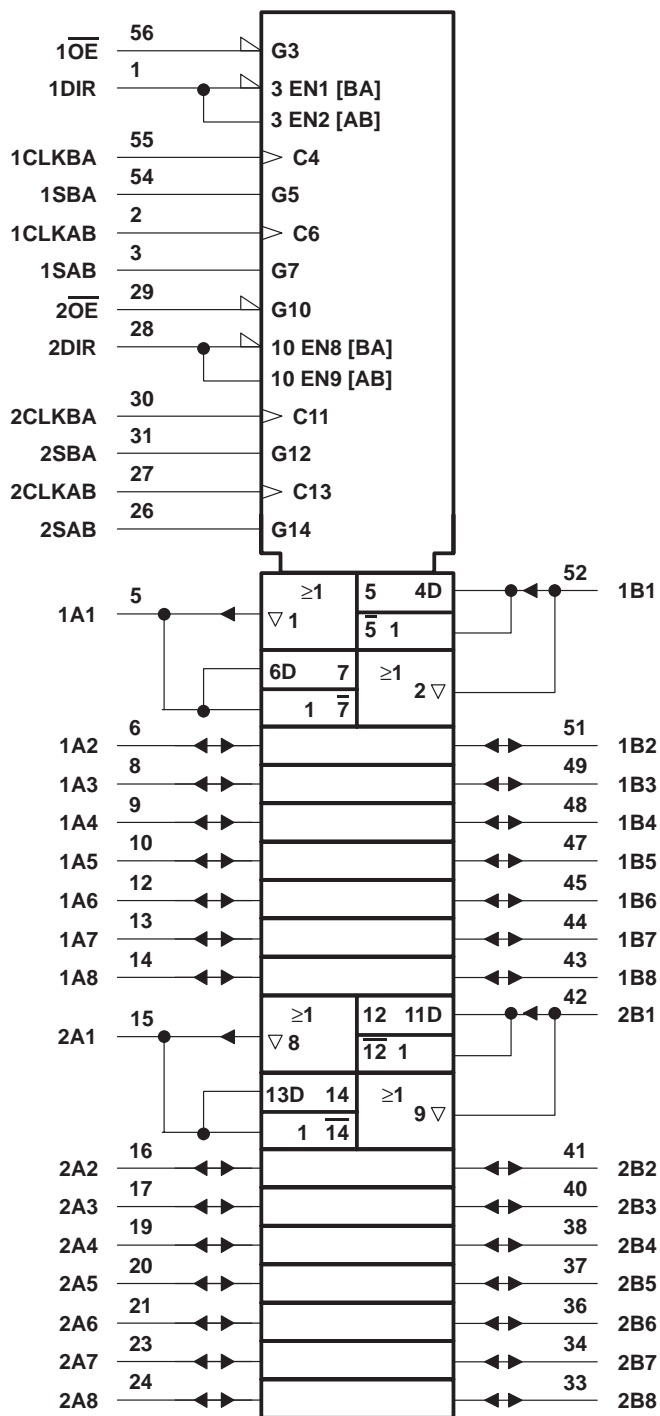 1O̅E̅ 56 G3
1DIR 1 3 EN1 [BA]
3 EN2 [AB]
1CLKBA 55 C4
1SBA 54 G5
1CLKAB 2 C6
1SAB 3 G7
2O̅E̅ 29 G10
2DIR 28 10 EN8 [BA]
10 EN9 [AB]
2CLKBA 30 C11
2SBA 31 G12
2CLKAB 27 C13
2SAB 26 G14
1A1 5 ≥1 5 4D 52 1B1
▽ 1 5̅ 1
6D 7 ≥1
1 7̅ 2 ▽
1A2 6 51 1B2
1A3 8 49 1B3
1A4 9 48 1B4
1A5 10 47 1B5
1A6 12 45 1B6
1A7 13 44 1B7
1A8 14 43 1B8
2A1 15 ≥1 12 11D 42 2B1
▽ 8 1̅2̅ 1
13D 14 ≥1
1 1̅4̅ 9 ▽
2A2 16 41 2B2
2A3 17 40 2B3
2A4 19 38 2B4
2A5 20 37 2B5
2A6 21 36 2B6
2A7 23 34 2B7
2A8 24 33 2B8